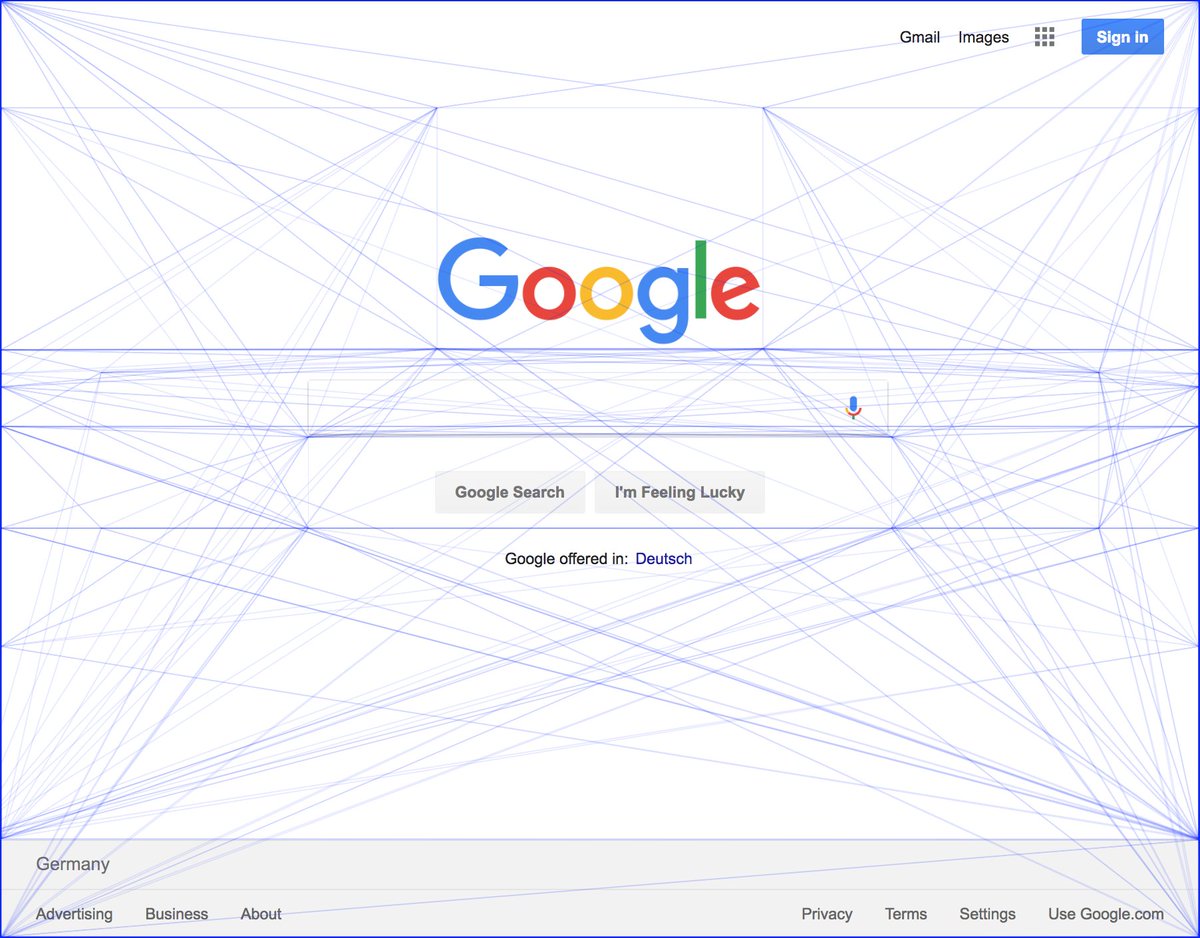 Gmail Images Sign in
Google
Google Search I'm Feeling Lucky
Google offered in: Deutsch
Germany
Advertising Business About Privacy Terms Settings Use Google.com